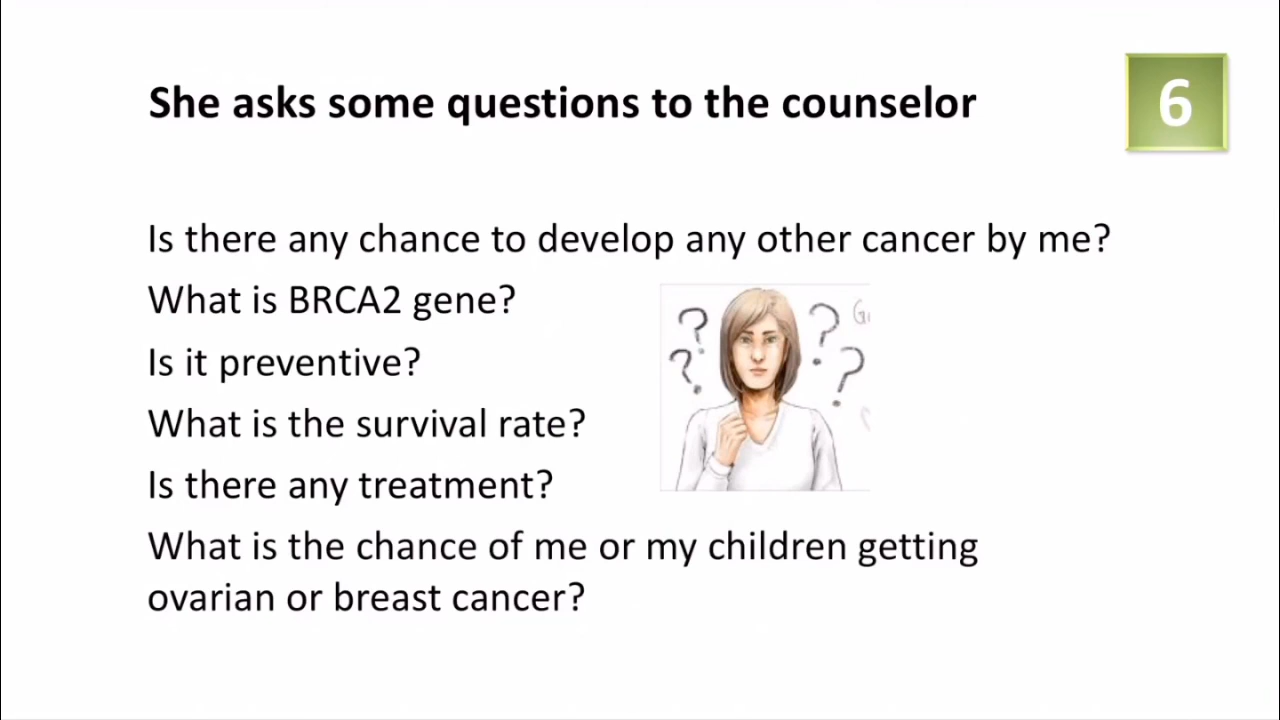 She asks some questions to the counselor
6
Is there any chance to develop any other cancer by me?
What is BRCA2 gene?
Is it preventive?
What is the survival rate?
Is there any treatment?
What is the chance of me or my children getting
ovarian or breast cancer?